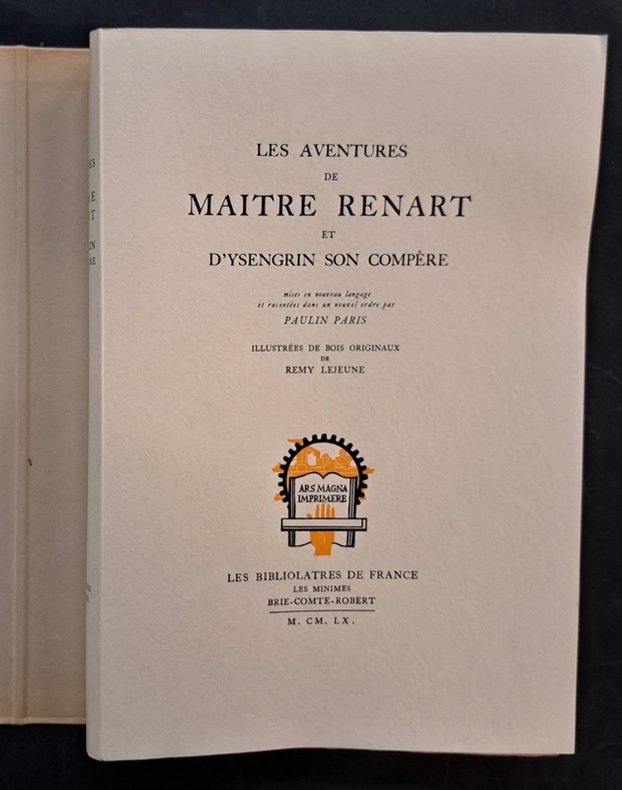 LES AVENTURES
DE
MAITRE RENART
ET
D'YSENGRIN SON COMPÈRE
mises en nouveau langage
et racontées dans un nouvel ordre par
PAULIN PARIS
ILLUSTRÉES DE BOIS ORIGINAUX
DE
REMY LEJEUNE
ARS MAGNA
IMPRIMERE
LES BIBLIOLATRES DE FRANCE
LES MINIMES
BRIE-COMTE-ROBERT
M. CM. LX.